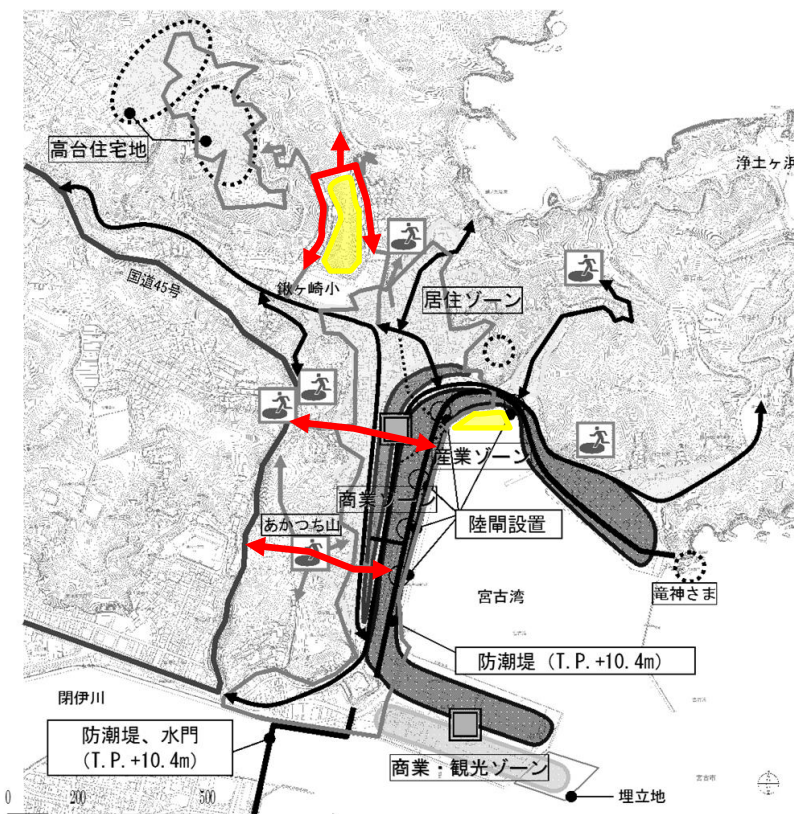 浄土ヶ浜
高台住宅地
国道45号
鍬ヶ崎小
居住ゾーン
産業ゾーン
商業ゾーン
あかつち山
陸閘設置
宮古湾
竜神さま
防潮堤（T.P.+10.4m）
閉伊川
防潮堤、水門
（T.P.+10.4m）
商業・観光ゾーン
埋立地
0 200 500